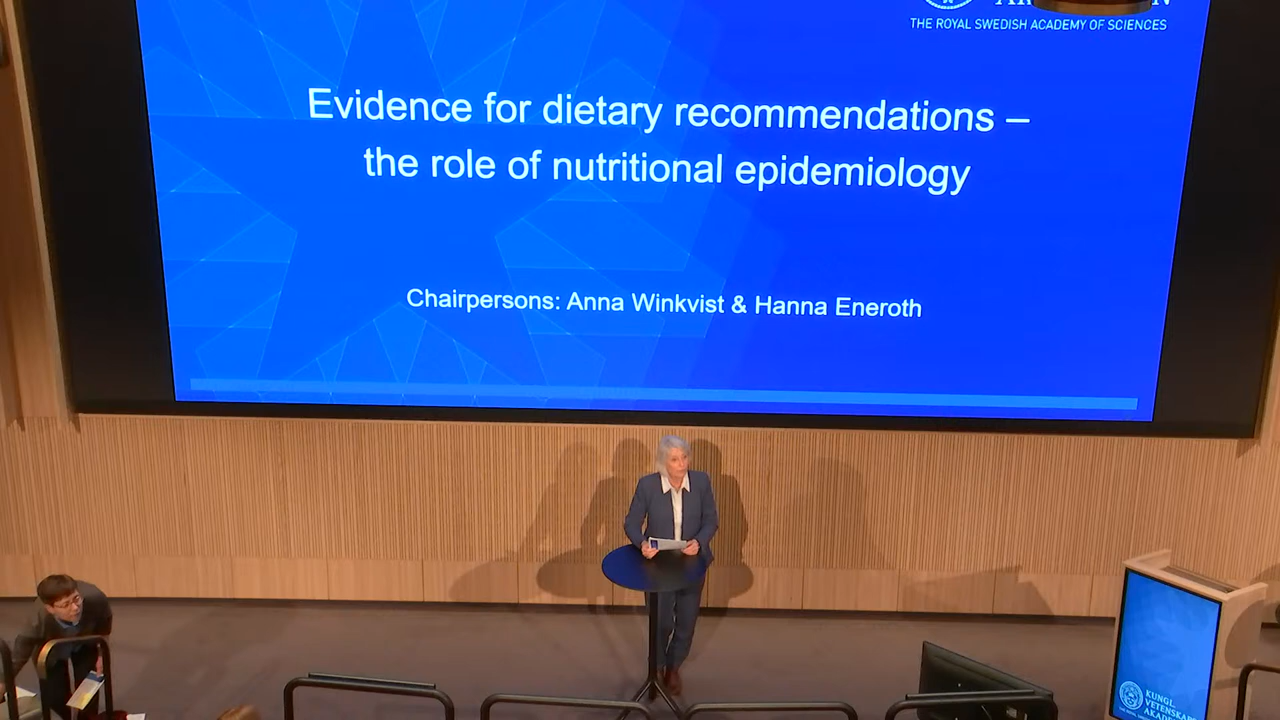 THE ROYAL SWEDISH ACADEMY OF SCIENCES
Evidence for dietary recommendations –
the role of nutritional epidemiology
Chairpersons: Anna Winkvist & Hanna Eneroth
KUNGL.
VETENSKAPS